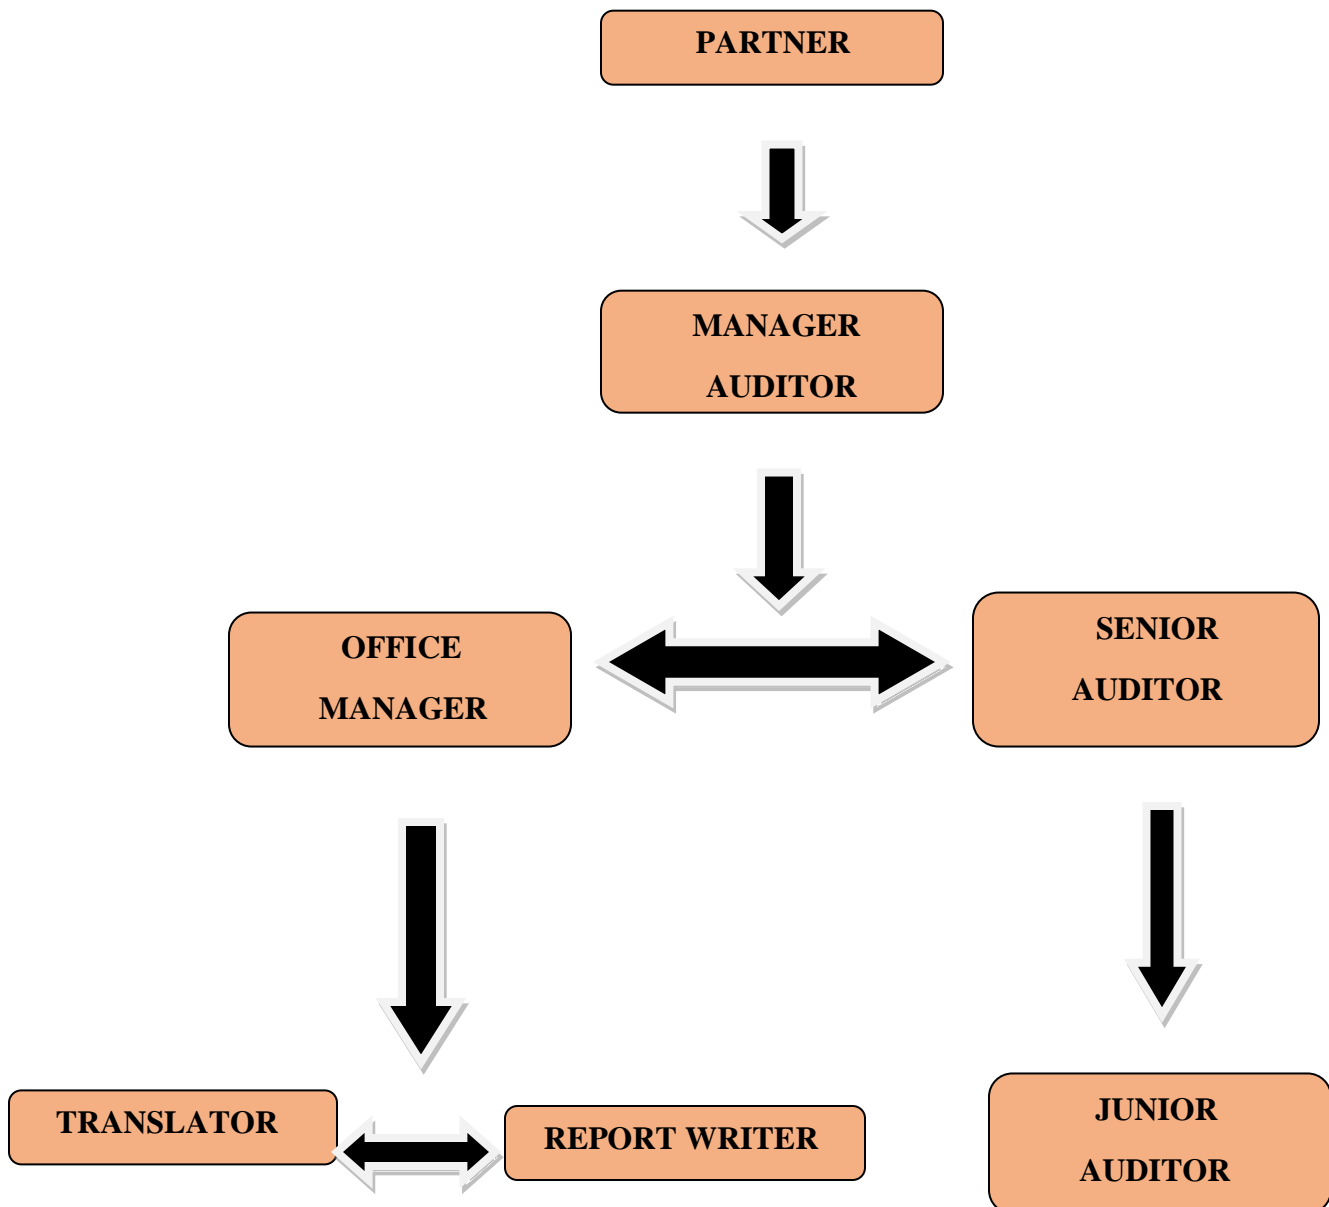 PARTNER
MANAGER
AUDITOR
OFFICE
MANAGER
SENIOR
AUDITOR
TRANSLATOR
REPORT WRITER
JUNIOR
AUDITOR